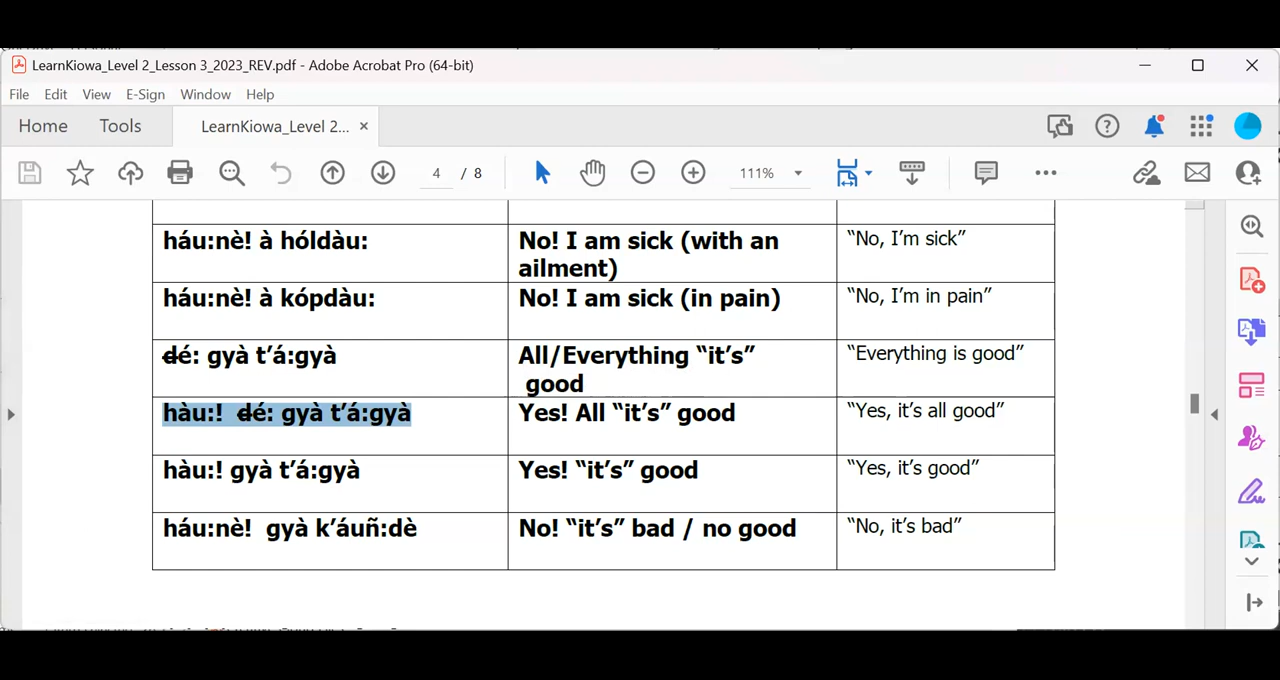 LearnKiowa_Level 2_Lesson 3_2023_REV.pdf - Adobe Acrobat Pro (64-bit)
File Edit View E-Sign Window Help
Home Tools LearnKiowa_Level 2... ×
4 / 8 111%
háu:nè! à hóldàu: No! I am sick (with an “No, I’m sick”
ailment)
háu:nè! à kópdàu: No! I am sick (in pain) “No, I’m in pain”
d̶é: gyà t’á:gyà All/Everything “it’s” “Everything is good”
good
hàu:! d̶é: gyà t’á:gyà Yes! All “it’s” good “Yes, it’s all good”
hàu:! gyà t’á:gyà Yes! “it’s” good “Yes, it’s good”
háu:nè! gyà k’áuñ:dè No! “it’s” bad / no good “No, it’s bad”